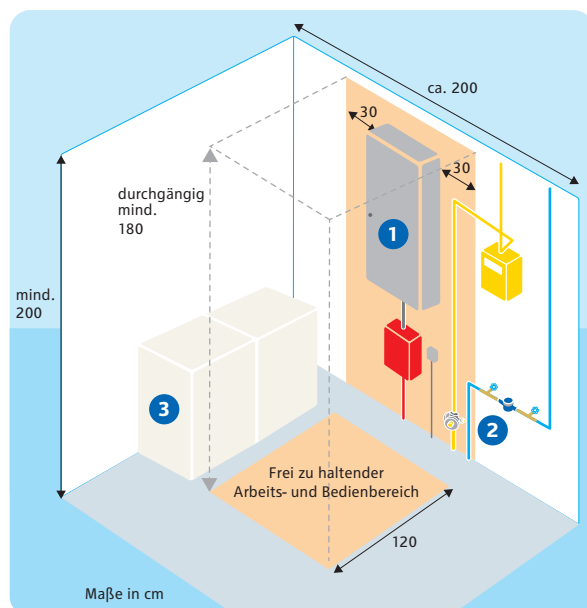 ca. 200
30
30
durchgängig
mind.
180
1
mind.
200
3
2
Frei zu haltender
Arbeits- und Bedienbereich
120
Maße in cm